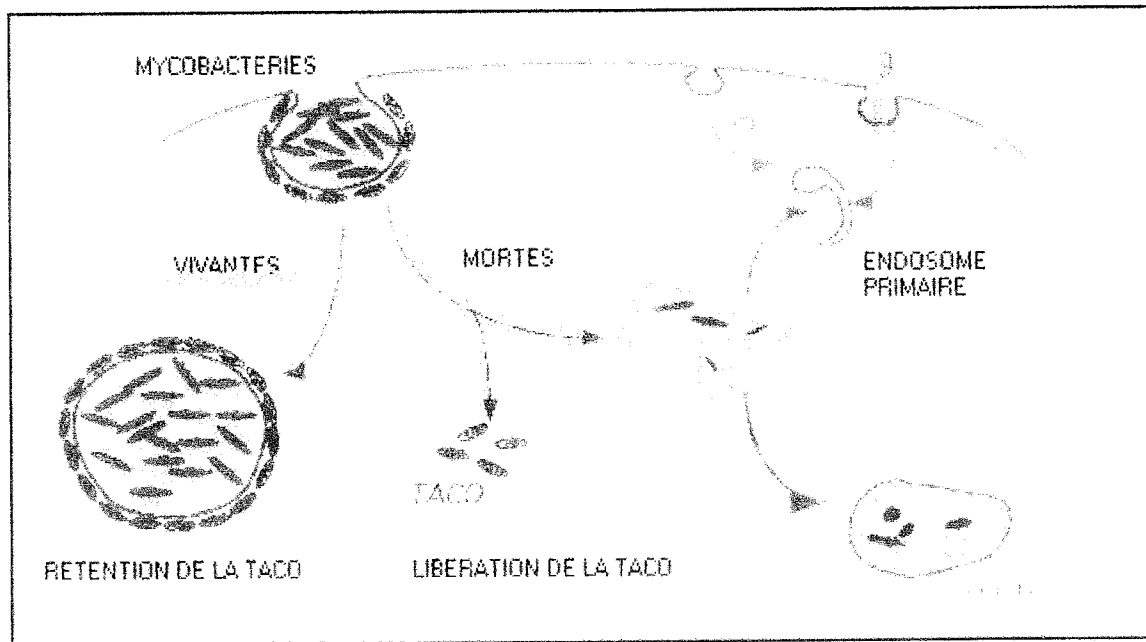 MYCOBACTERIES
VIVANTES
MORTES
ENDOSOME
PRIMAIRE
TACO
RETENTION DE LA TACO
LIBERATION DE LA TACO